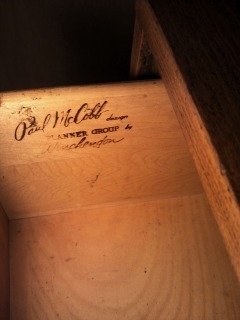 Paul McCobb design
PLANNER GROUP by
Winchendon